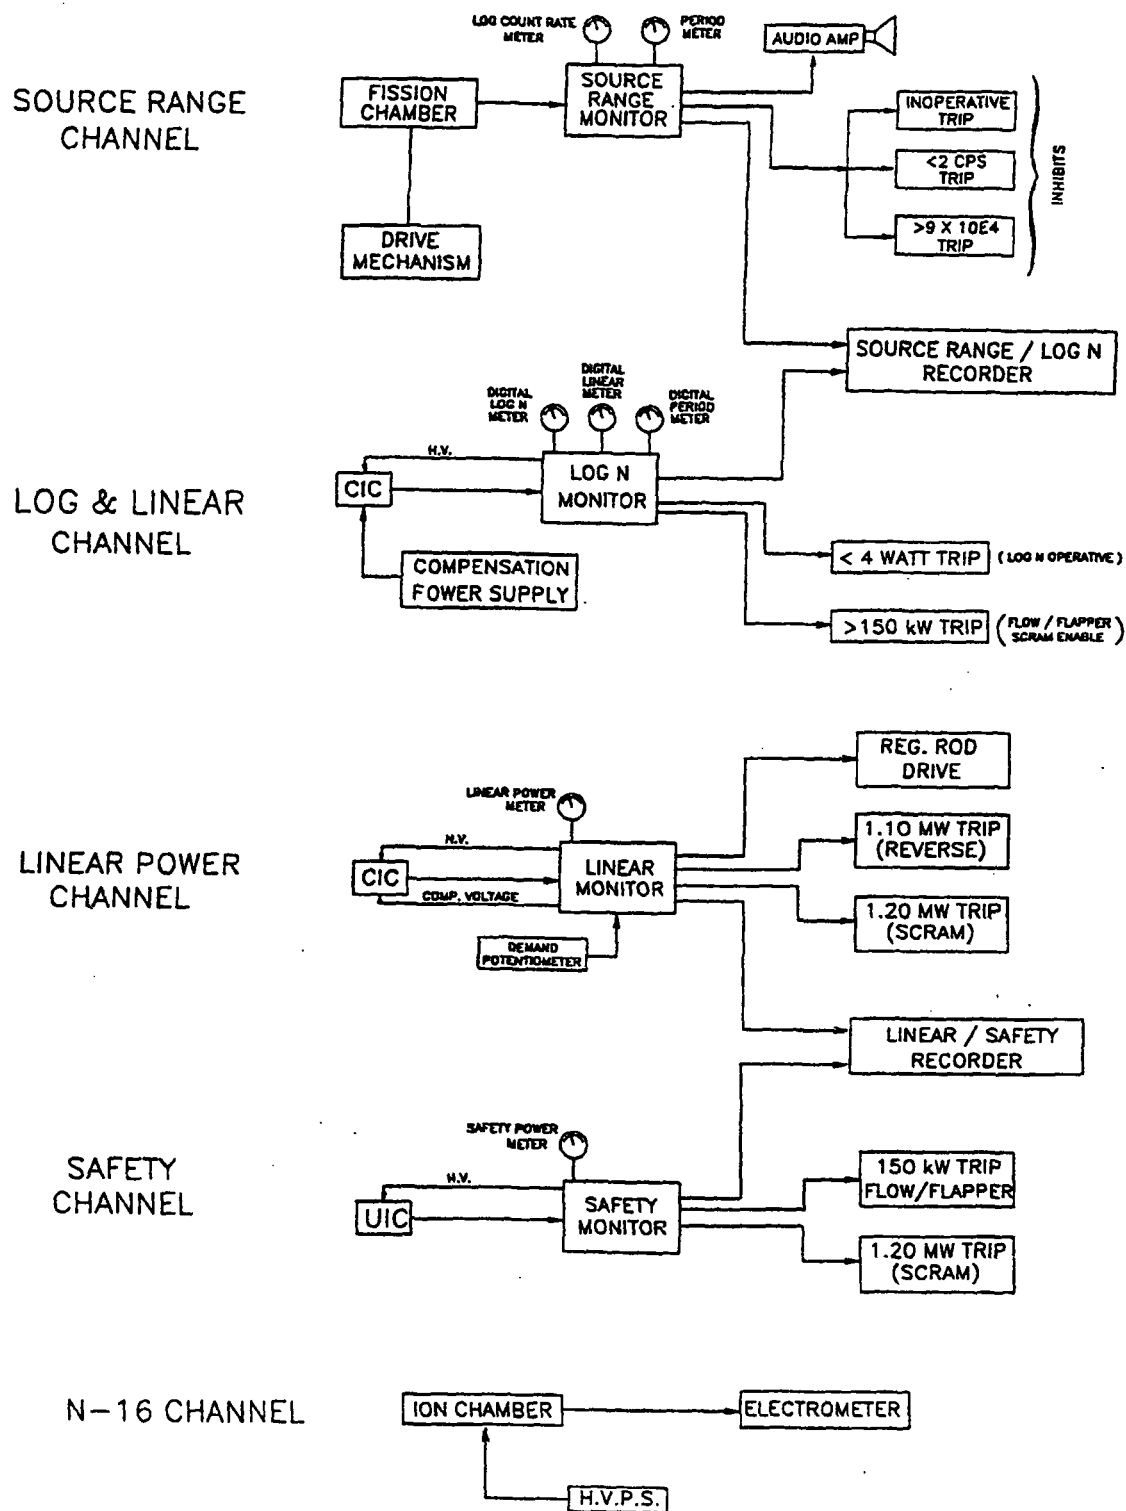 LOG COUNT RATE
METER
PERIOD
METER
AUDIO AMP
SOURCE RANGE
CHANNEL
FISSION
CHAMBER
SOURCE
RANGE
MONITOR
INOPERATIVE
TRIP
<2 CPS
TRIP
>9 X 10E4
TRIP
INHIBITS
DRIVE
MECHANISM
SOURCE RANGE / LOG N
RECORDER
DIGITAL
LOG N
METER
DIGITAL
LINEAR
METER
DIGITAL
PERIOD
METER
H.V.
LOG & LINEAR
CHANNEL
CIC
LOG N
MONITOR
COMPENSATION
FOWER SUPPLY
< 4 WATT TRIP
(LOG N OPERATIVE)
>150 kW TRIP
(FLOW / FLAPPER
SCRAM ENABLE)
REG. ROD
DRIVE
LINEAR POWER
METER
H.V.
LINEAR POWER
CHANNEL
CIC
COMP. VOLTAGE
LINEAR
MONITOR
1.10 MW TRIP
(REVERSE)
1.20 MW TRIP
(SCRAM)
DEMAND
POTENTIOMETER
LINEAR / SAFETY
RECORDER
SAFETY POWER
METER
H.V.
SAFETY
CHANNEL
UIC
SAFETY
MONITOR
150 kW TRIP
FLOW/FLAPPER
1.20 MW TRIP
(SCRAM)
N-16 CHANNEL
ION CHAMBER
ELECTROMETER
H.V.P.S.